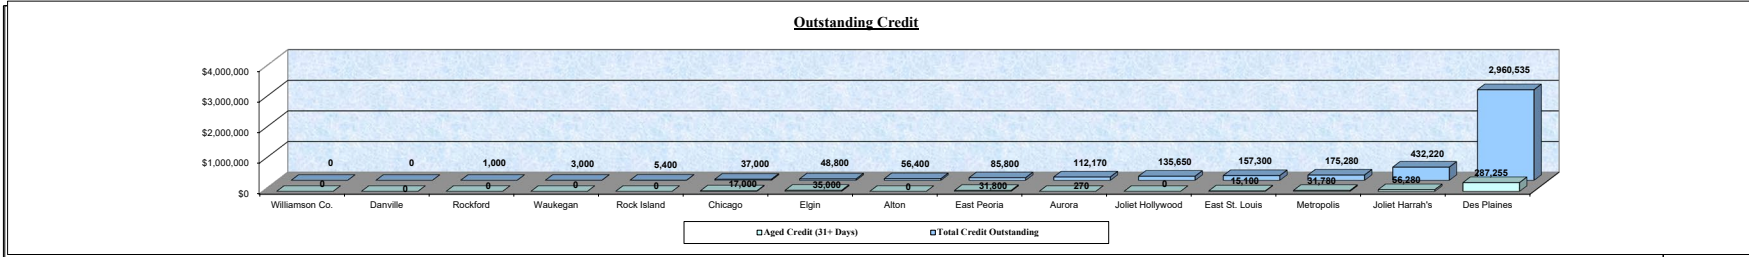 Outstanding Credit
$4,000,000
$3,000,000
$2,000,000
$1,000,000
$0
0 0 1,000 3,000 5,400 37,000 48,800 56,400 85,800 112,170 135,650 157,300 175,280 432,220 2,960,535
0 0 0 0 0 17,000 35,000 0 31,800 270 0 15,100 31,780 56,280 287,255
Williamson Co. Danville Rockford Waukegan Rock Island Chicago Elgin Alton East Peoria Aurora Joliet Hollywood East St. Louis Metropolis Joliet Harrah's Des Plaines
Aged Credit (31+ Days) Total Credit Outstanding